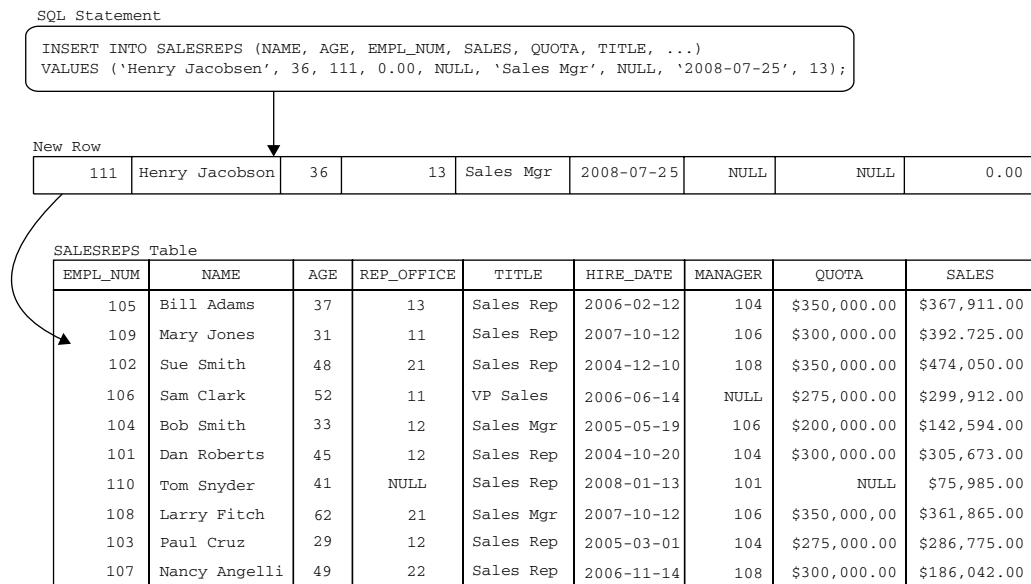 SQL Statement
INSERT INTO SALESREPS (NAME, AGE, EMPL_NUM, SALES, QUOTA, TITLE, ...)
VALUES (‘Henry Jacobsen’, 36, 111, 0.00, NULL, ‘Sales Mgr’, NULL, ‘2008-07-25’, 13);
New Row
111 Henry Jacobson 36 13 Sales Mgr 2008-07-25 NULL NULL 0.00
SALESREPS Table
EMPL_NUM NAME AGE REP_OFFICE TITLE HIRE_DATE MANAGER QUOTA SALES
105 Bill Adams 37 13 Sales Rep 2006-02-12 104 $350,000.00 $367,911.00
109 Mary Jones 31 11 Sales Rep 2007-10-12 106 $300,000.00 $392.725.00
102 Sue Smith 48 21 Sales Rep 2004-12-10 108 $350,000.00 $474,050.00
106 Sam Clark 52 11 VP Sales 2006-06-14 NULL $275,000.00 $299,912.00
104 Bob Smith 33 12 Sales Mgr 2005-05-19 106 $200,000.00 $142,594.00
101 Dan Roberts 45 12 Sales Rep 2004-10-20 104 $300,000.00 $305,673.00
110 Tom Snyder 41 NULL Sales Rep 2008-01-13 101 NULL $75,985.00
108 Larry Fitch 62 21 Sales Mgr 2007-10-12 106 $350,000,00 $361,865.00
103 Paul Cruz 29 12 Sales Rep 2005-03-01 104 $275,000.00 $286,775.00
107 Nancy Angelli 49 22 Sales Rep 2006-11-14 108 $300,000.00 $186,042.00